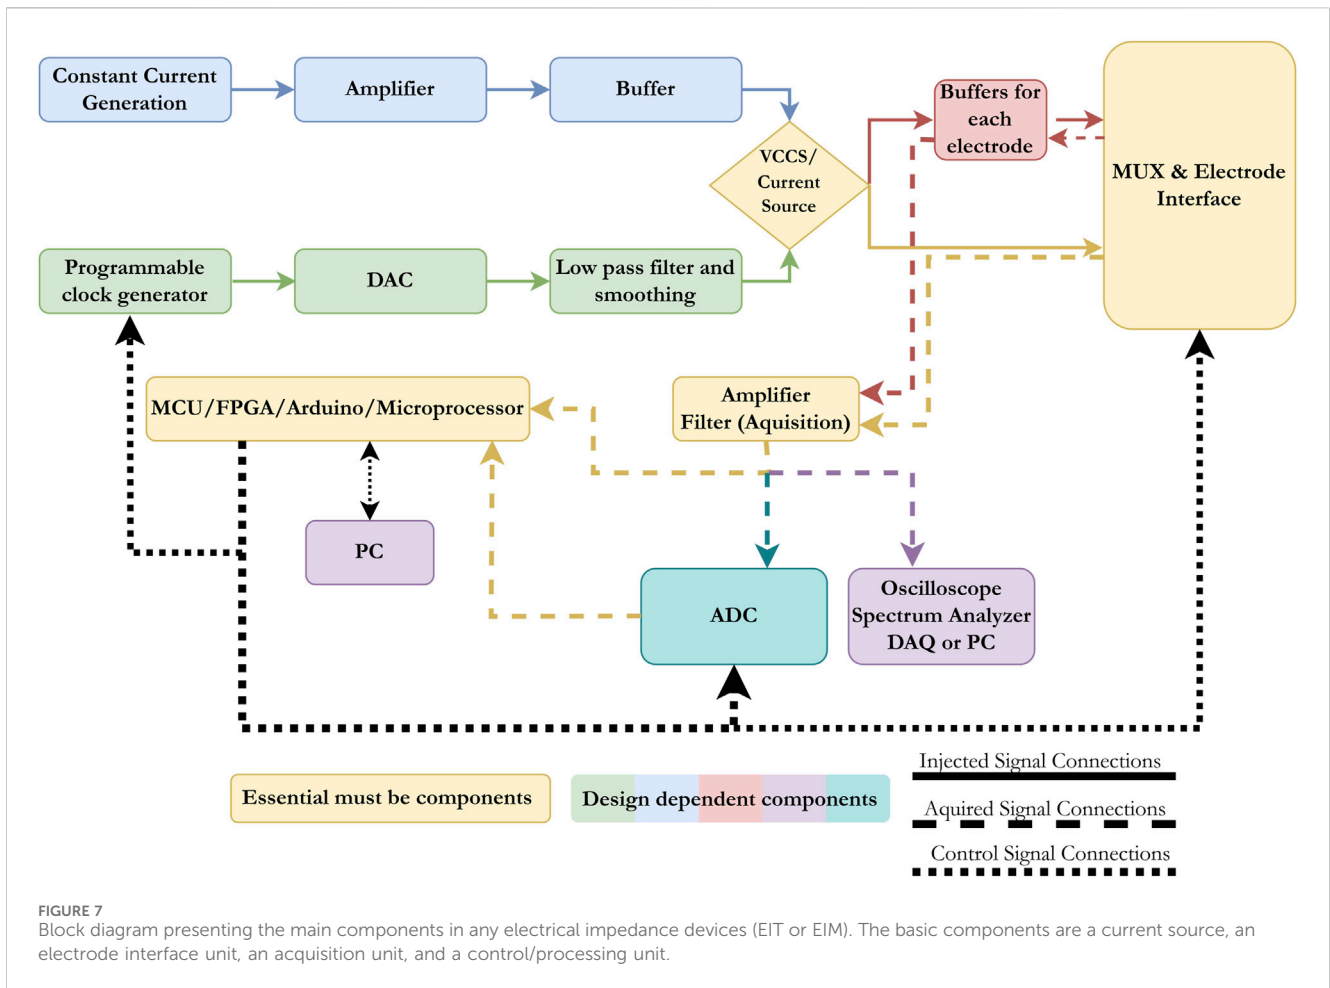 Constant Current
Generation
Amplifier
Buffer
Buffers for
each
electrode
MUX & Electrode
Interface
VCCS/
Current
Source
Programmable
clock generator
DAC
Low pass filter and
smoothing
MCU/FPGA/Arduino/Microprocessor
Amplifier
Filter (Aquisition)
PC
ADC
Oscilloscope
Spectrum Analyzer
DAQ or PC
Essential must be components
Design dependent components
Injected Signal Connections
Aquired Signal Connections
Control Signal Connections
FIGURE 7
Block diagram presenting the main components in any electrical impedance devices (EIT or EIM). The basic components are a current source, an
electrode interface unit, an acquisition unit, and a control/processing unit.